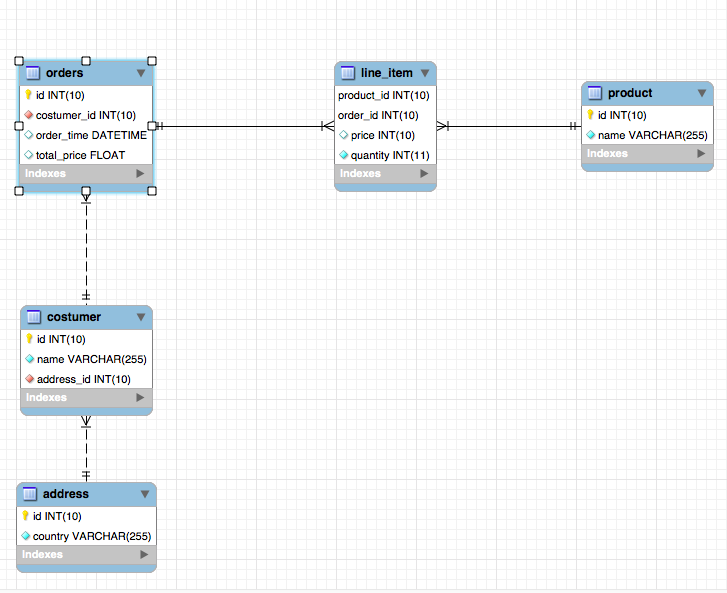 orders
id INT(10)
costumer_id INT(10)
order_time DATETIME
total_price FLOAT
Indexes
line_item
product_id INT(10)
order_id INT(10)
price INT(10)
quantity INT(11)
Indexes
product
id INT(10)
name VARCHAR(255)
Indexes
costumer
id INT(10)
name VARCHAR(255)
address_id INT(10)
Indexes
address
id INT(10)
country VARCHAR(255)
Indexes